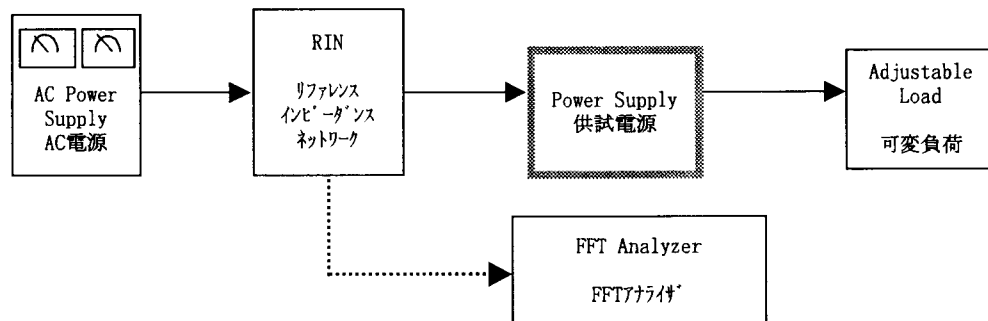 AC Power
Supply
AC電源
RIN
リファレンス
インピーダンス
ネットワーク
Power Supply
供試電源
Adjustable
Load
可変負荷
FFT Analyzer
FFTアナライザ